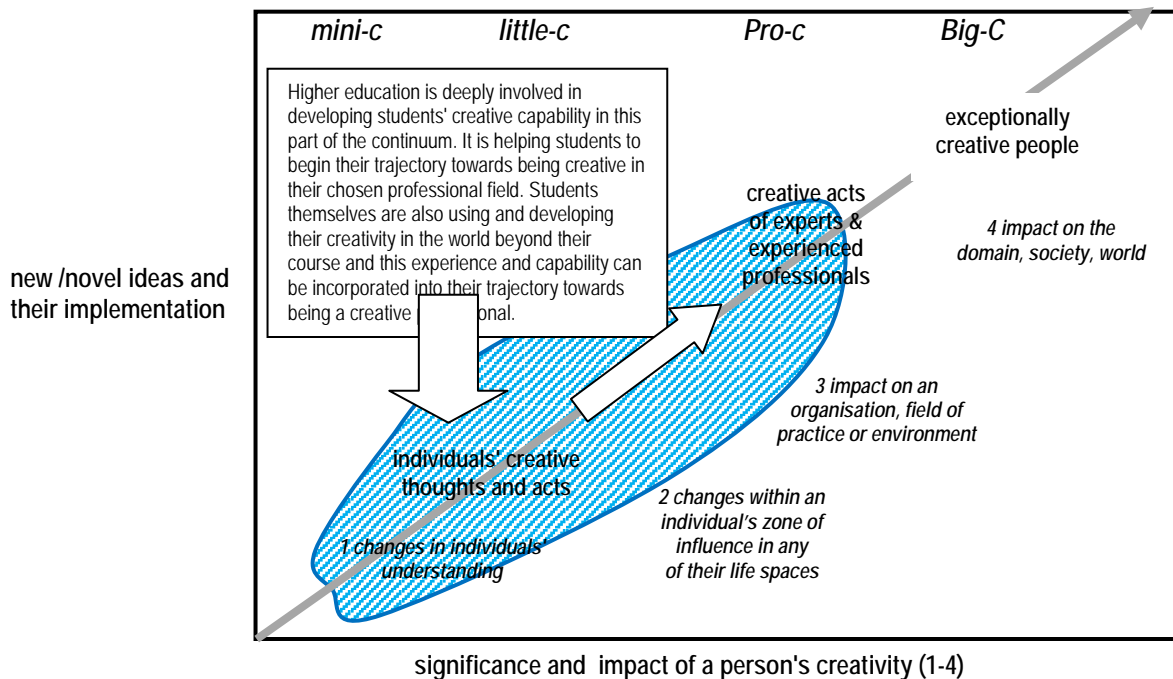 mini-c little-c Pro-c Big-C
Higher education is deeply involved in
developing students' creative capability in this
part of the continuum. It is helping students to
begin their trajectory towards being creative in
their chosen professional field. Students
themselves are also using and developing
their creativity in the world beyond their
course and this experience and capability can
be incorporated into their trajectory towards
being a creative p onal.
exceptionally
creative people
creative acts
of experts &
experienced
professionals
4 impact on the
domain, society, world
new /novel ideas and
their implementation
3 impact on an
organisation, field of
practice or environment
individuals' creative
thoughts and acts
2 changes within an
individual's zone of
influence in any
of their life spaces
1 changes in individuals'
understanding
significance and impact of a person's creativity (1-4)